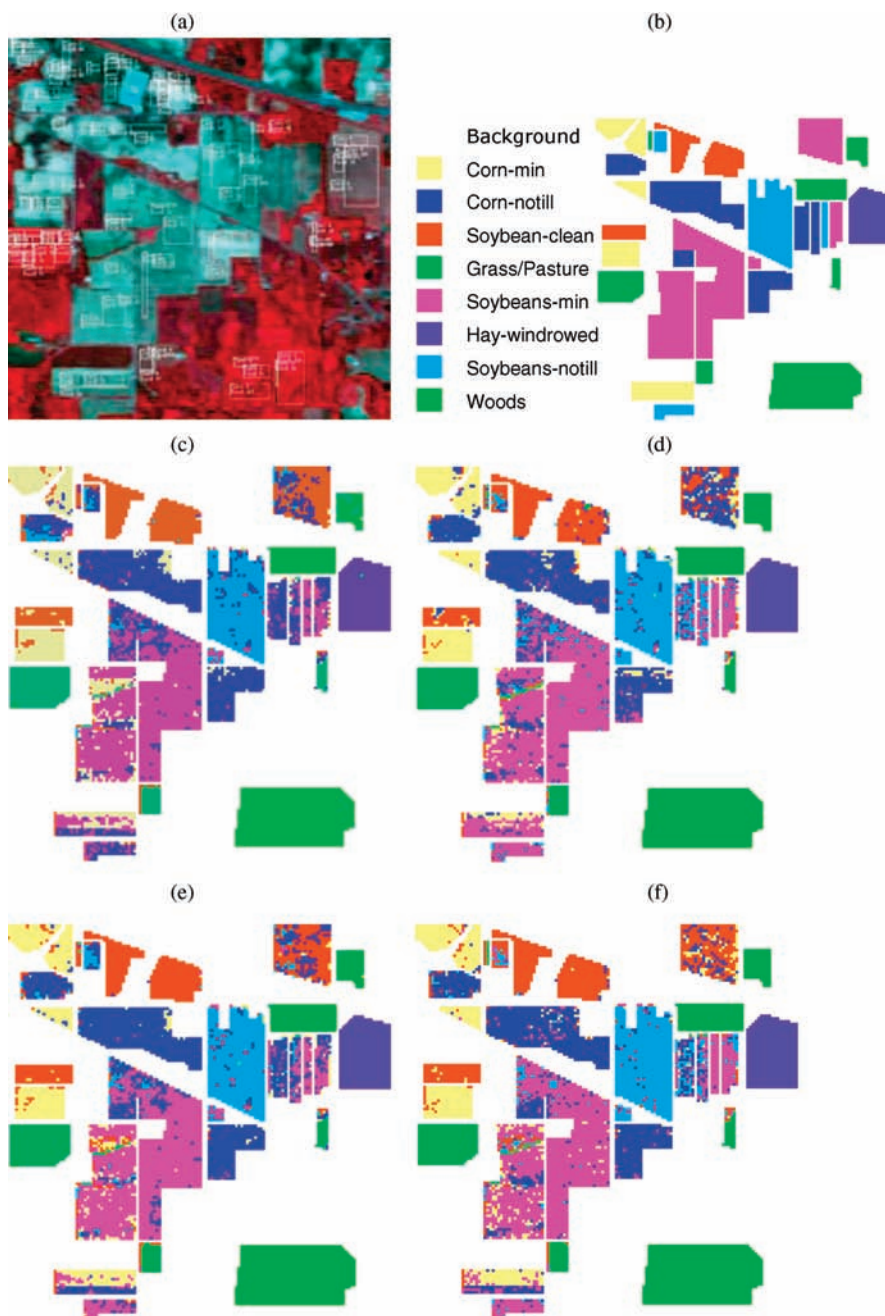 (a)
(b)
Background
Corn-min
Corn-notill
Soybean-clean
Grass/Pasture
Soybeans-min
Hay-windrowed
Soybeans-notill
Woods
(c)
(d)
(e)
(f)